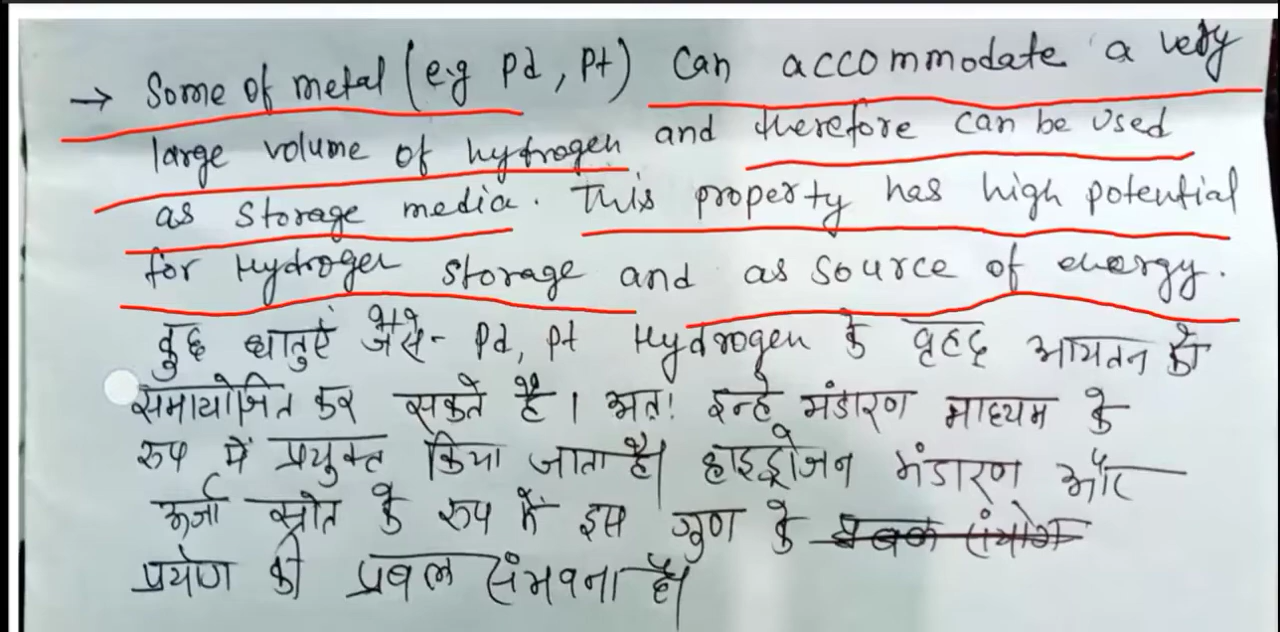 → Some of metal (e.g Pd, Pt) can accommodate a very
large volume of hydrogen and therefore can be used
as storage media. This property has high potential
for Hydrogen storage and as source of energy.
कुछ धातुएं जैसे- Pd, Pt Hydrogen के वृहद् आयतन को
समायोजित कर सकते है । अतः इन्हे भंडारण माध्यम के
रूप में प्रयुक्त किया जाता है। हाइड्रोजन भंडारण और
ऊर्जा स्रोत के रूप में इस गुण के
प्रयोग की प्रबल संभवना है।